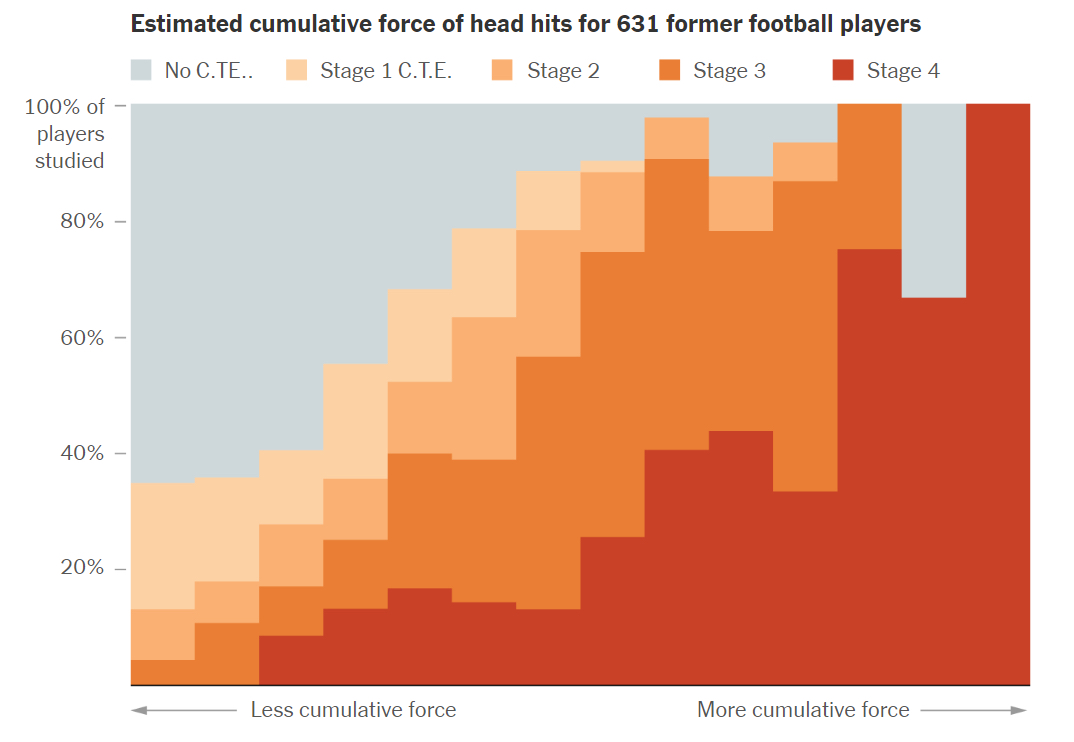 Estimated cumulative force of head hits for 631 former football players
No C.TE.. Stage 1 C.T.E. Stage 2 Stage 3 Stage 4
100% of
players
studied
80%
60%
40%
20%
Less cumulative force More cumulative force